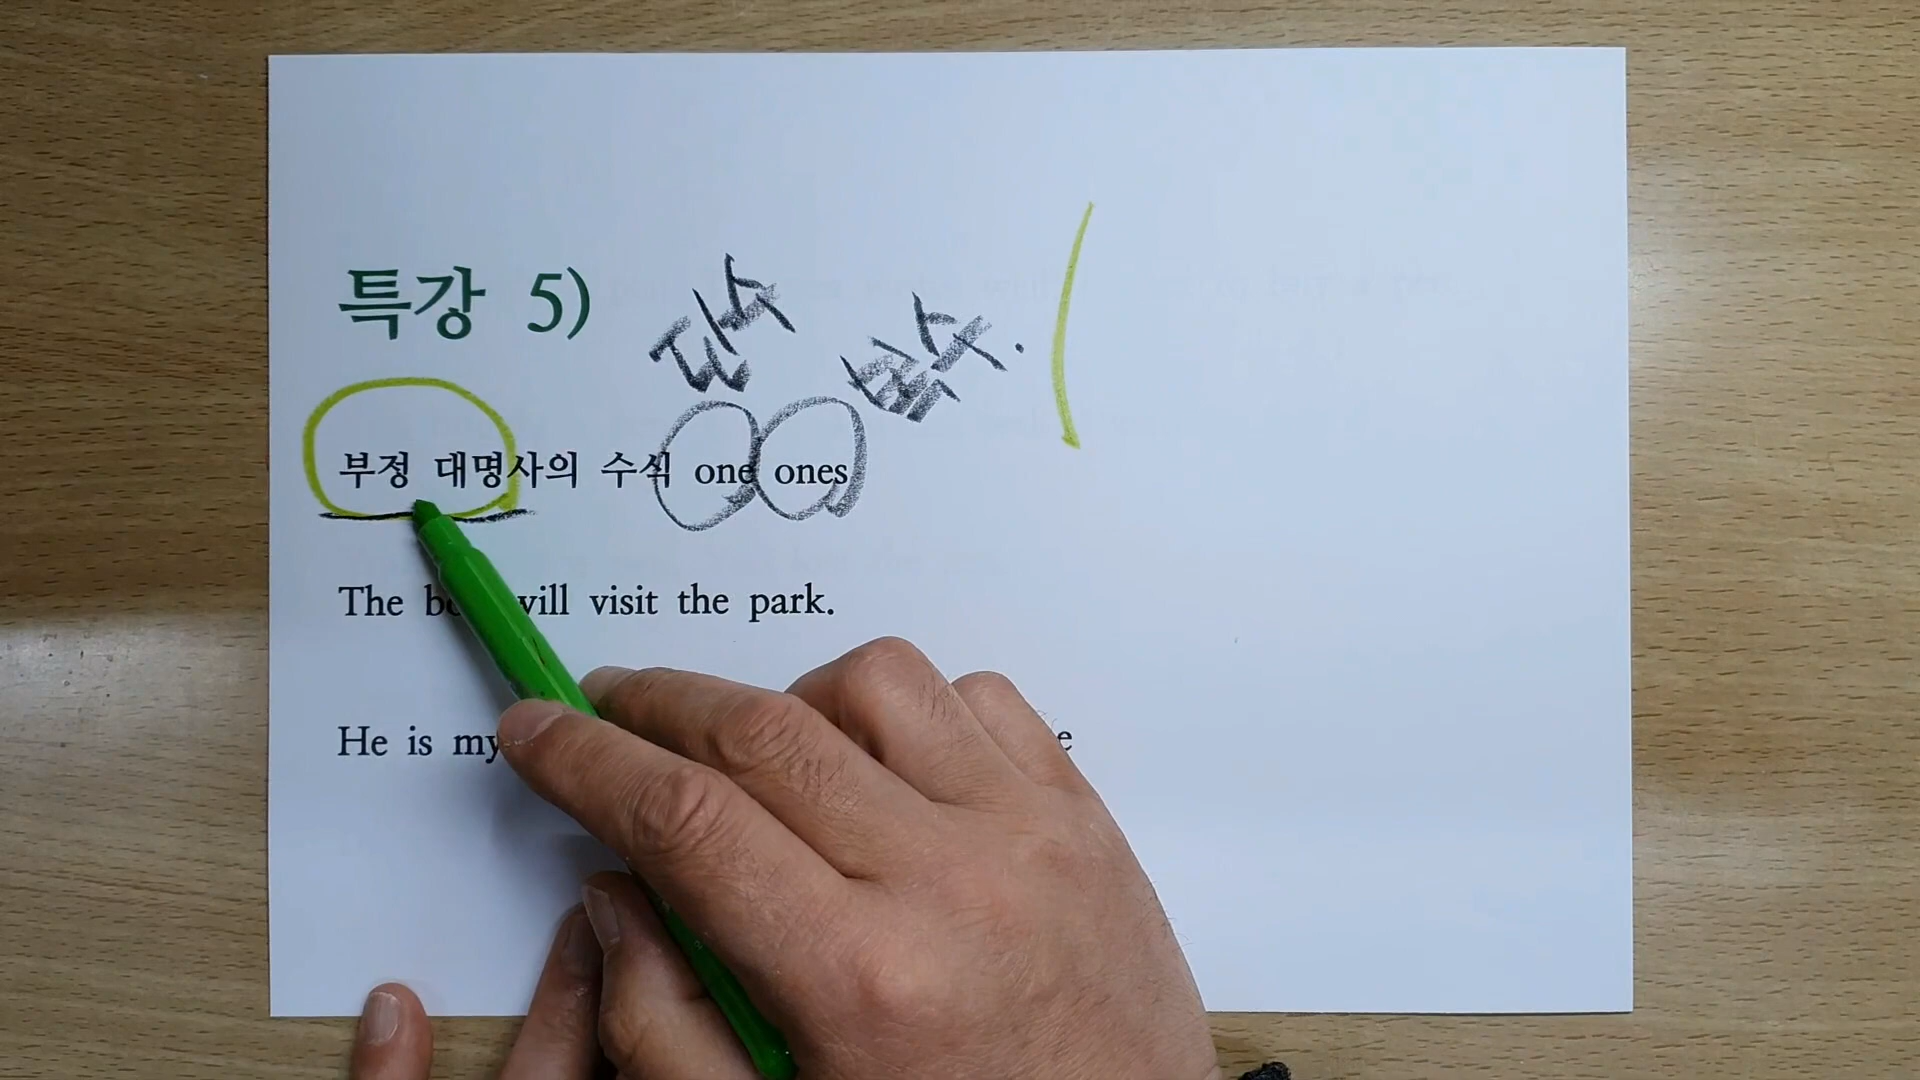 특강 5)
단수 복수.
부정 대명사의 수식 one ones
The will visit the park.
He is my